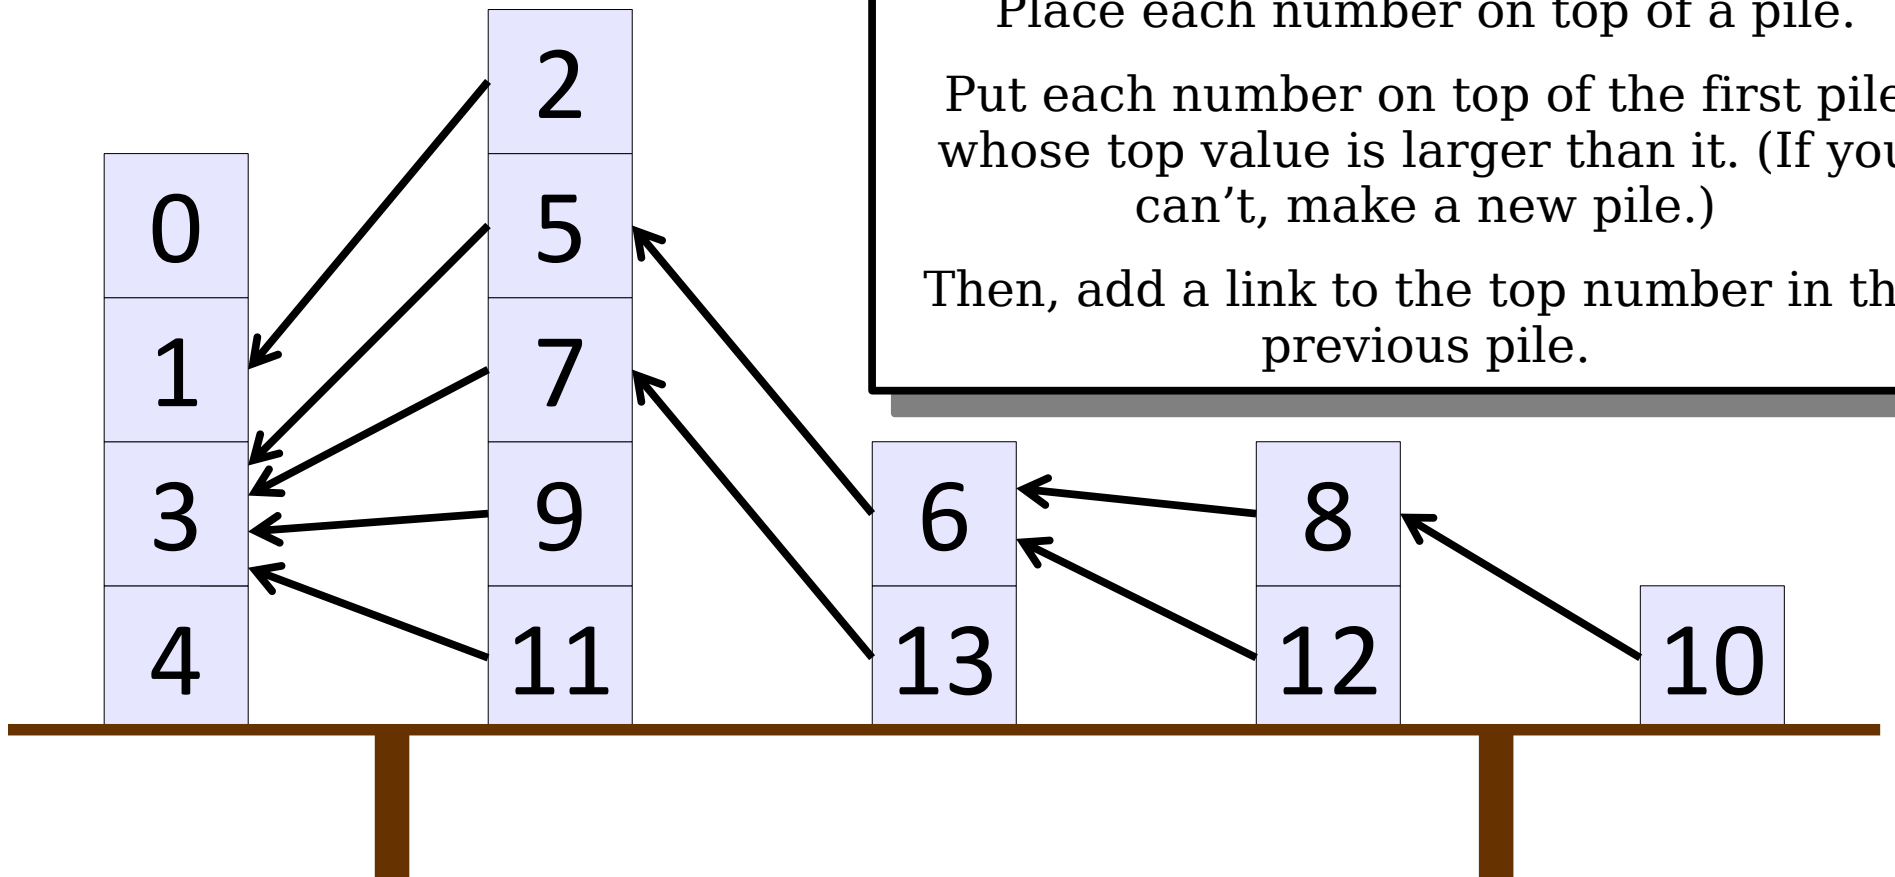 Place each number on top of a pile.
Put each number on top of the first pile
whose top value is larger than it. (If you
can’t, make a new pile.)
Then, add a link to the top number in
previous pile.
2
0
5
1
7
3
9
6
8
4
11
13
12
10